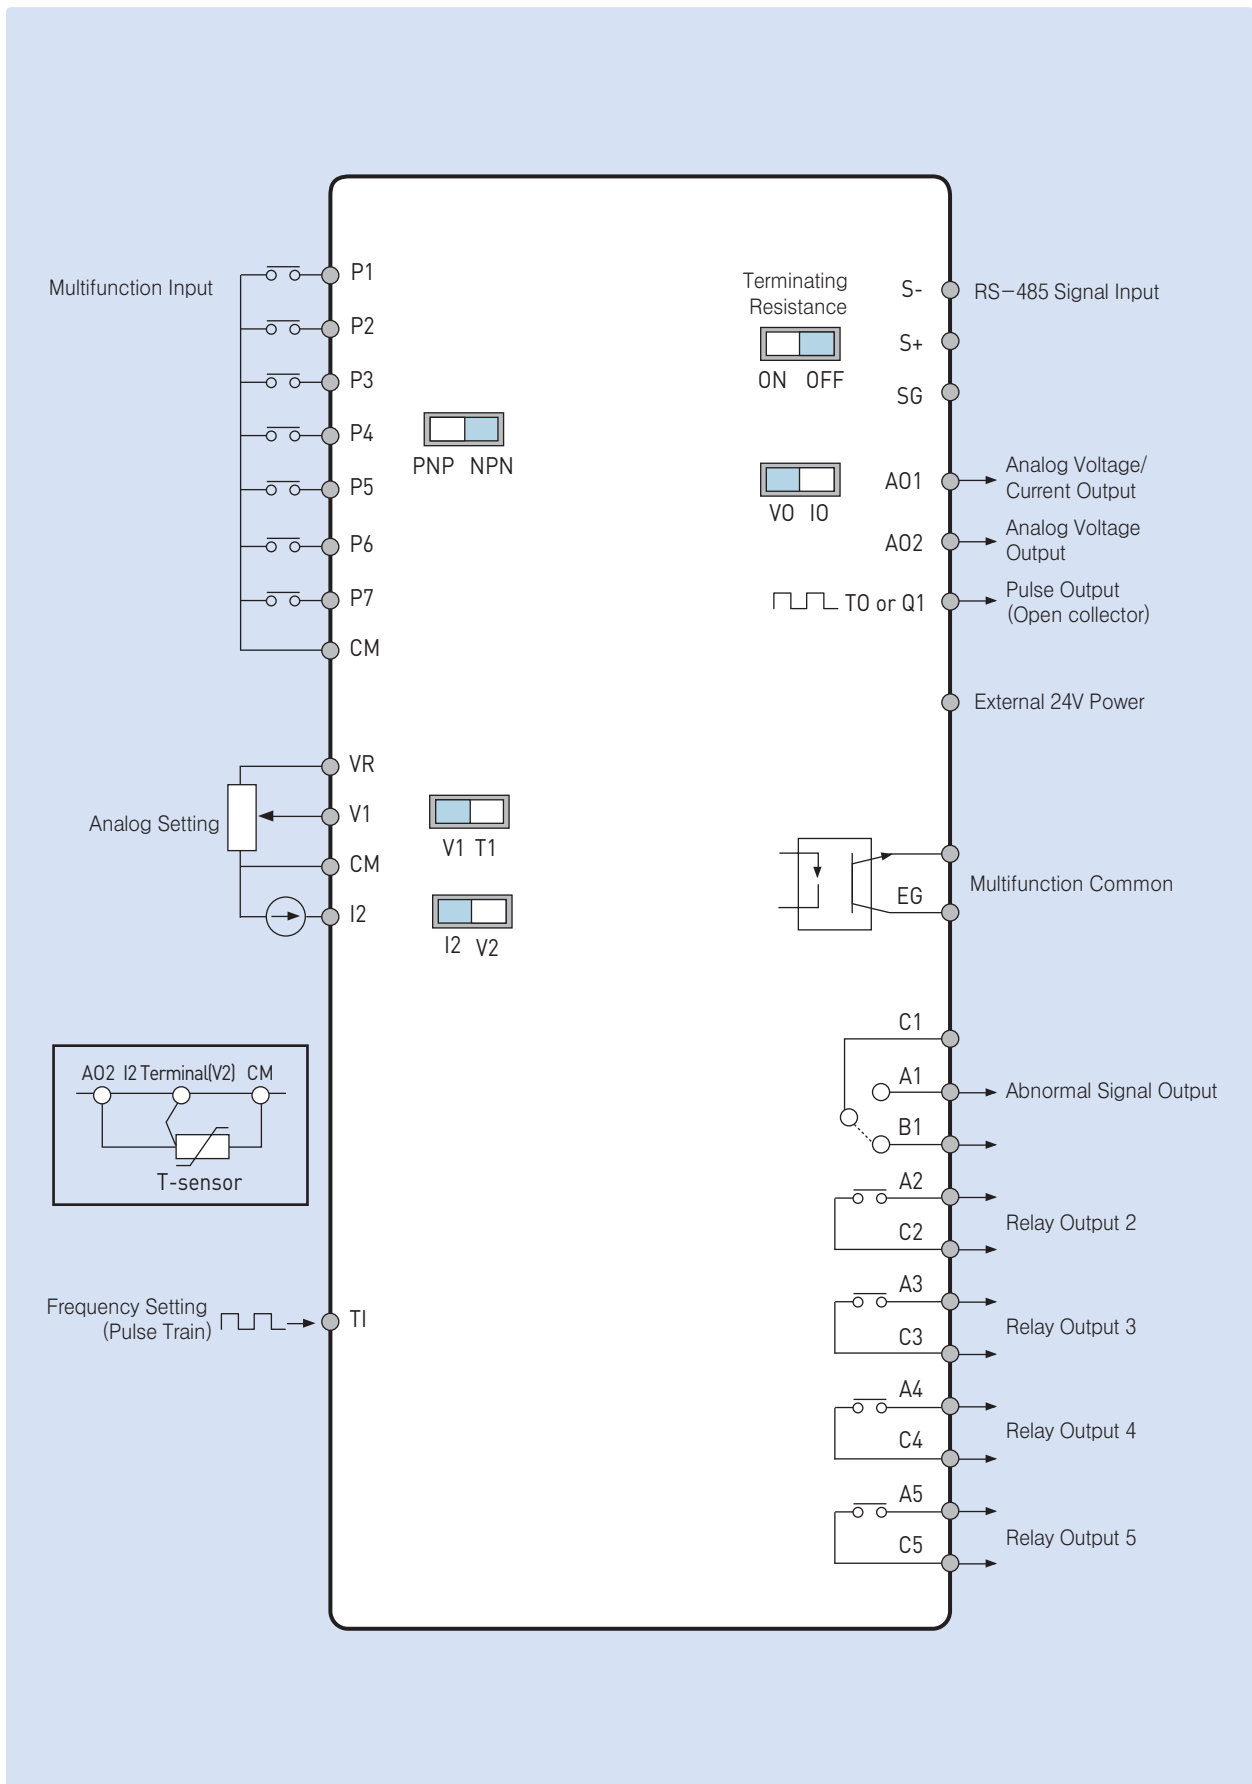 Multifunction Input
P1
P2
P3
P4
P5
P6
P7
CM
PNP NPN
Terminating
Resistance
ON OFF
S-
RS-485 Signal Input
S+
SG
VO IO
AO1
Analog Voltage/
Current Output
AO2
Analog Voltage
Output
TO or Q1
Pulse Output
(Open collector)
External 24V Power
Analog Setting
VR
V1
CM
I2
V1 T1
I2 V2
EG
Multifunction Common
AO2 I2 Terminal(V2) CM
T-sensor
Frequency Setting
(Pulse Train)
TI
C1
A1
Abnormal Signal Output
B1
A2
Relay Output 2
C2
A3
Relay Output 3
C3
A4
Relay Output 4
C4
A5
Relay Output 5
C5